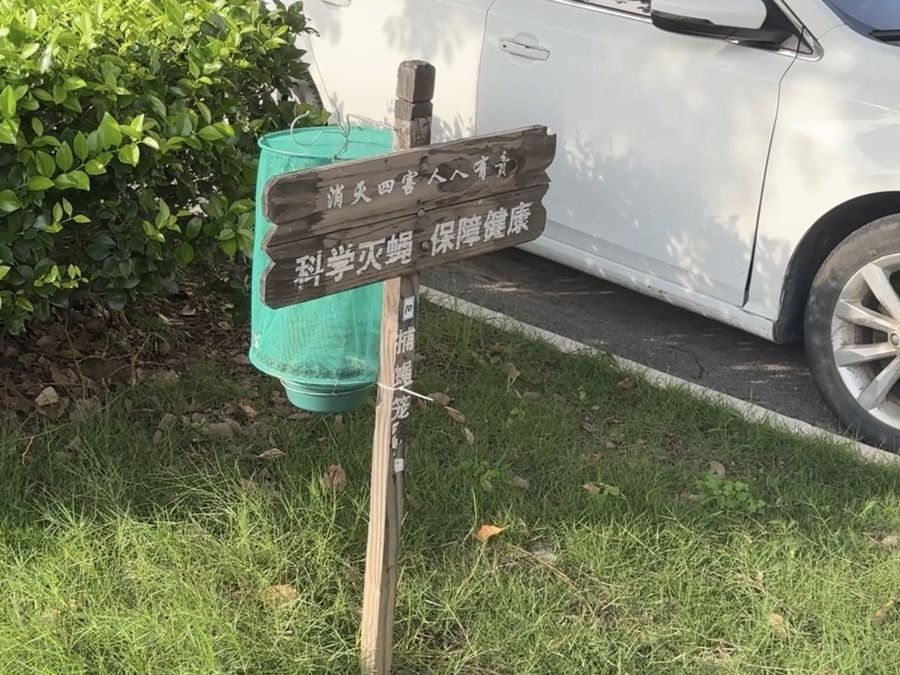 消灭四害人人有责
科学灭蝇 保障健康
10
捕蝇笼